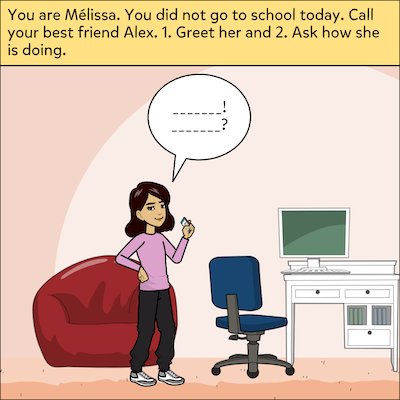 You are Mélissa. You did not go to school today. Call
your best friend Alex. 1. Greet her and 2. Ask how she
is doing.
_______!
_______?